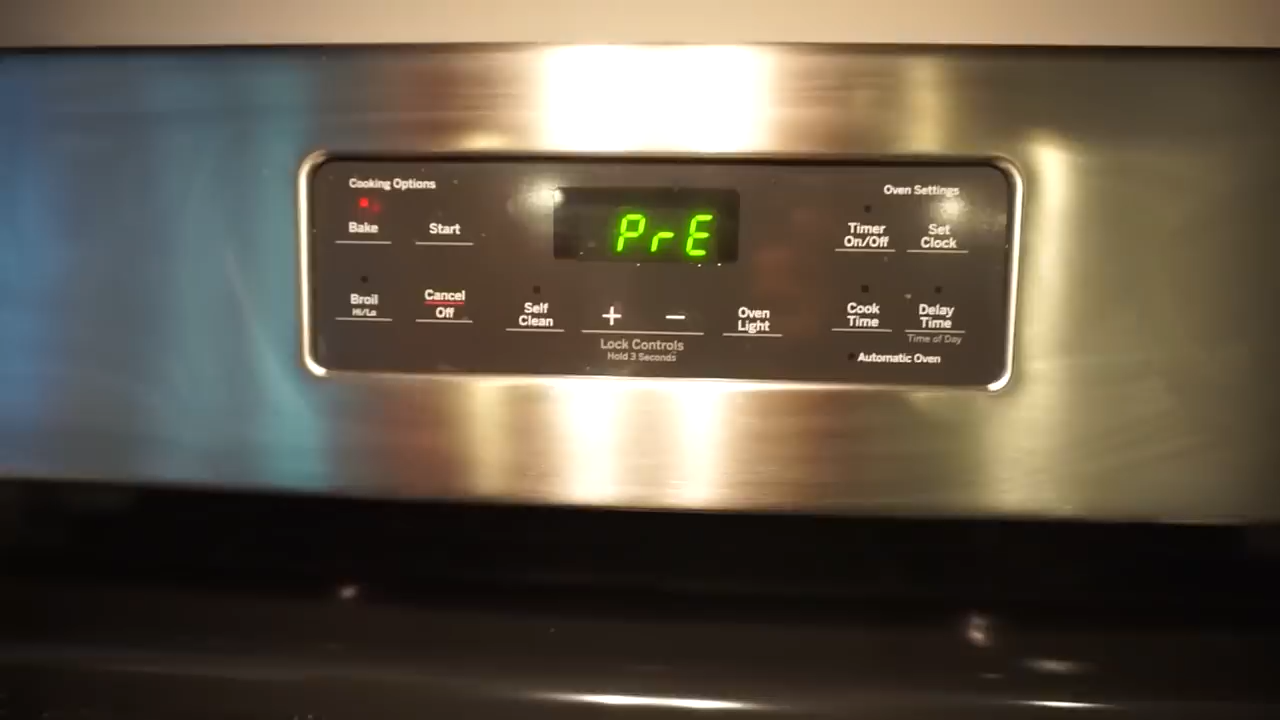 Cooking Options
Oven Settings
PrE
Bake
Start
Timer
On/Off
Set
Clock
Broil
Hi/Lo
Cancel
Off
Self
Clean
+
−
Oven
Light
Cook
Time
Delay
Time
Time of Day
Lock Controls
Hold 3 Seconds
Automatic Oven